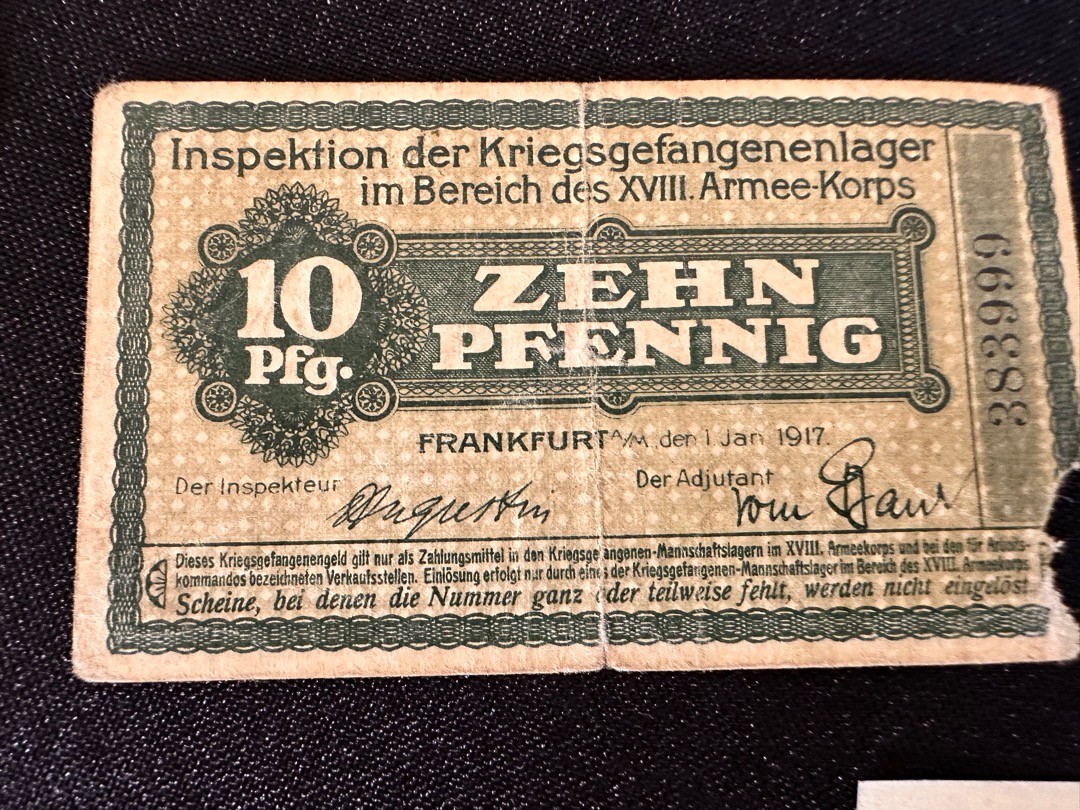 Inspektion der Kriegsgefangenenlager
im Bereich des XVIII. Armee-Korps
10
Pfg.
ZEHN
PFENNIG
383999
FRANKFURT A/M. den 1. Jan 1917.
Der Inspekteur
Der Adjutant
Augustin
vom
Dieses Kriegsgefangenengeld gilt nur als Zahlungsmittel in den Kriegsgefangenen-Mannschaftslagern im XVIII. Armeekorps und bei den für Arbeits-
kommandos bezeichneten Verkaufsstellen. Einlösung erfolgt nur durch eines der Kriegsgefangenen-Mannschaftslager im Bereich des XVIII. Armeekorps
Scheine, bei denen die Nummer ganz oder teilweise fehlt, werden nicht eingelöst